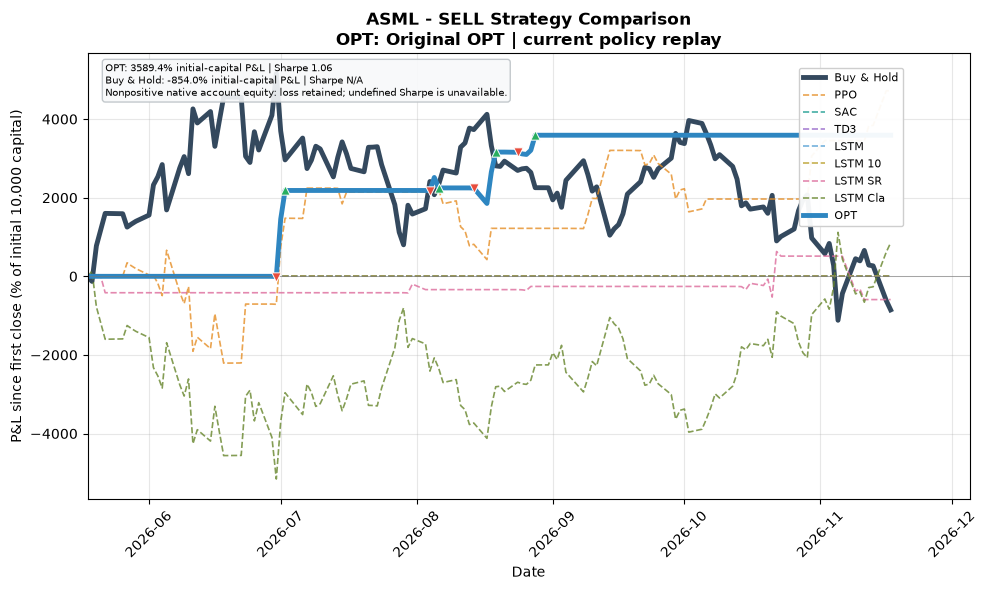 ASML - SELL Strategy Comparison
OPT: Original OPT | current policy replay
OPT: 3589.4% initial-capital P&L | Sharpe 1.06
Buy & Hold: -854.0% initial-capital P&L | Sharpe N/A
Nonpositive native account equity: loss retained; undefined Sharpe is unavailable.
Buy & Hold
PPO
SAC
TD3
LSTM
LSTM 10
LSTM SR
LSTM Cla
OPT
P&L since first close (% of initial 10,000 capital)
4000
2000
0
−2000
−4000
2026-06
2026-07
2026-08
2026-09
2026-10
2026-11
2026-12
Date